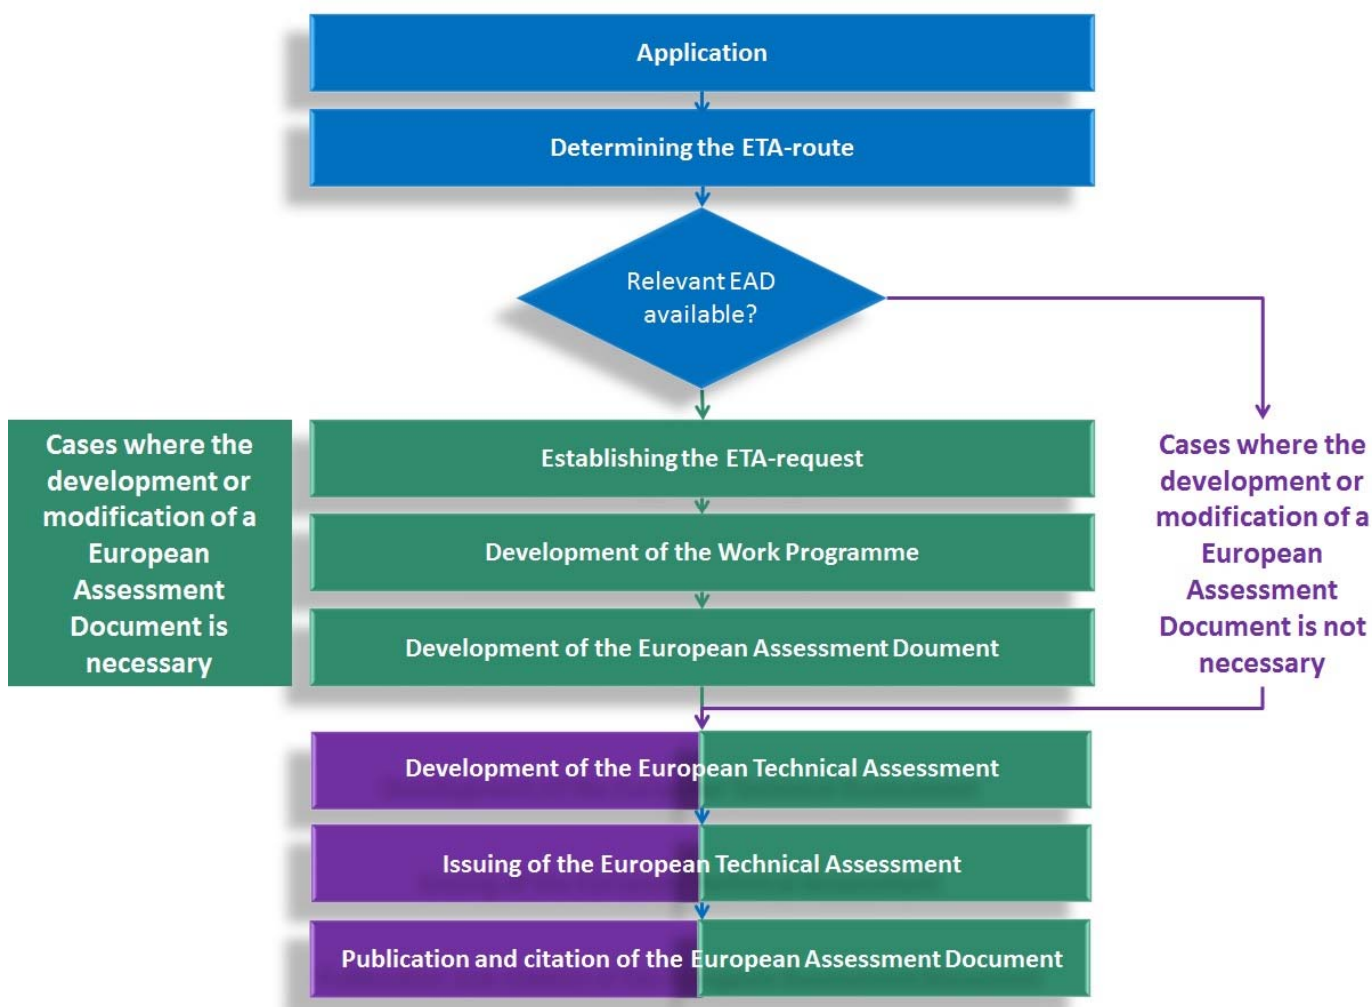 Application
Determining the ETA-route
Relevant EAD
available?
Cases where the
development or
modification of a
European
Assessment
Document is
necessary
Establishing the ETA-request
Development of the Work Programme
Development of the European Assessment Doument
Cases where the
development or
modification of a
European
Assessment
Document is not
necessary
Development of the European Technical Assessment
Issuing of the European Technical Assessment
Publication and citation of the European Assessment Document